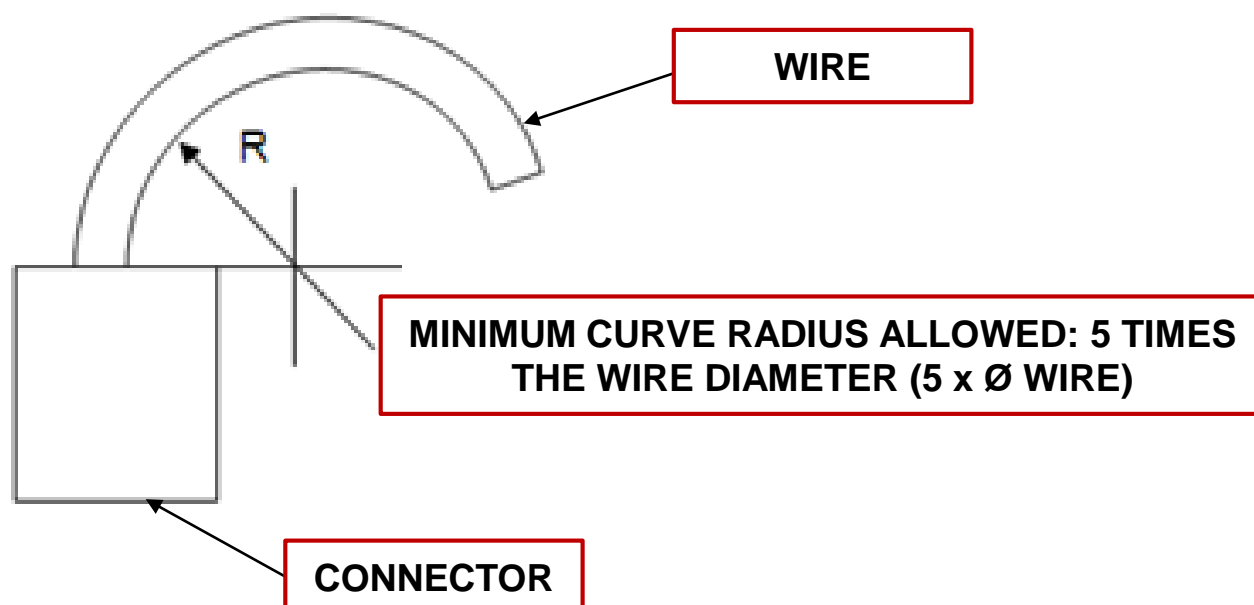 WIRE
R
MINIMUM CURVE RADIUS ALLOWED: 5 TIMES
THE WIRE DIAMETER (5 x Ø WIRE)
CONNECTOR